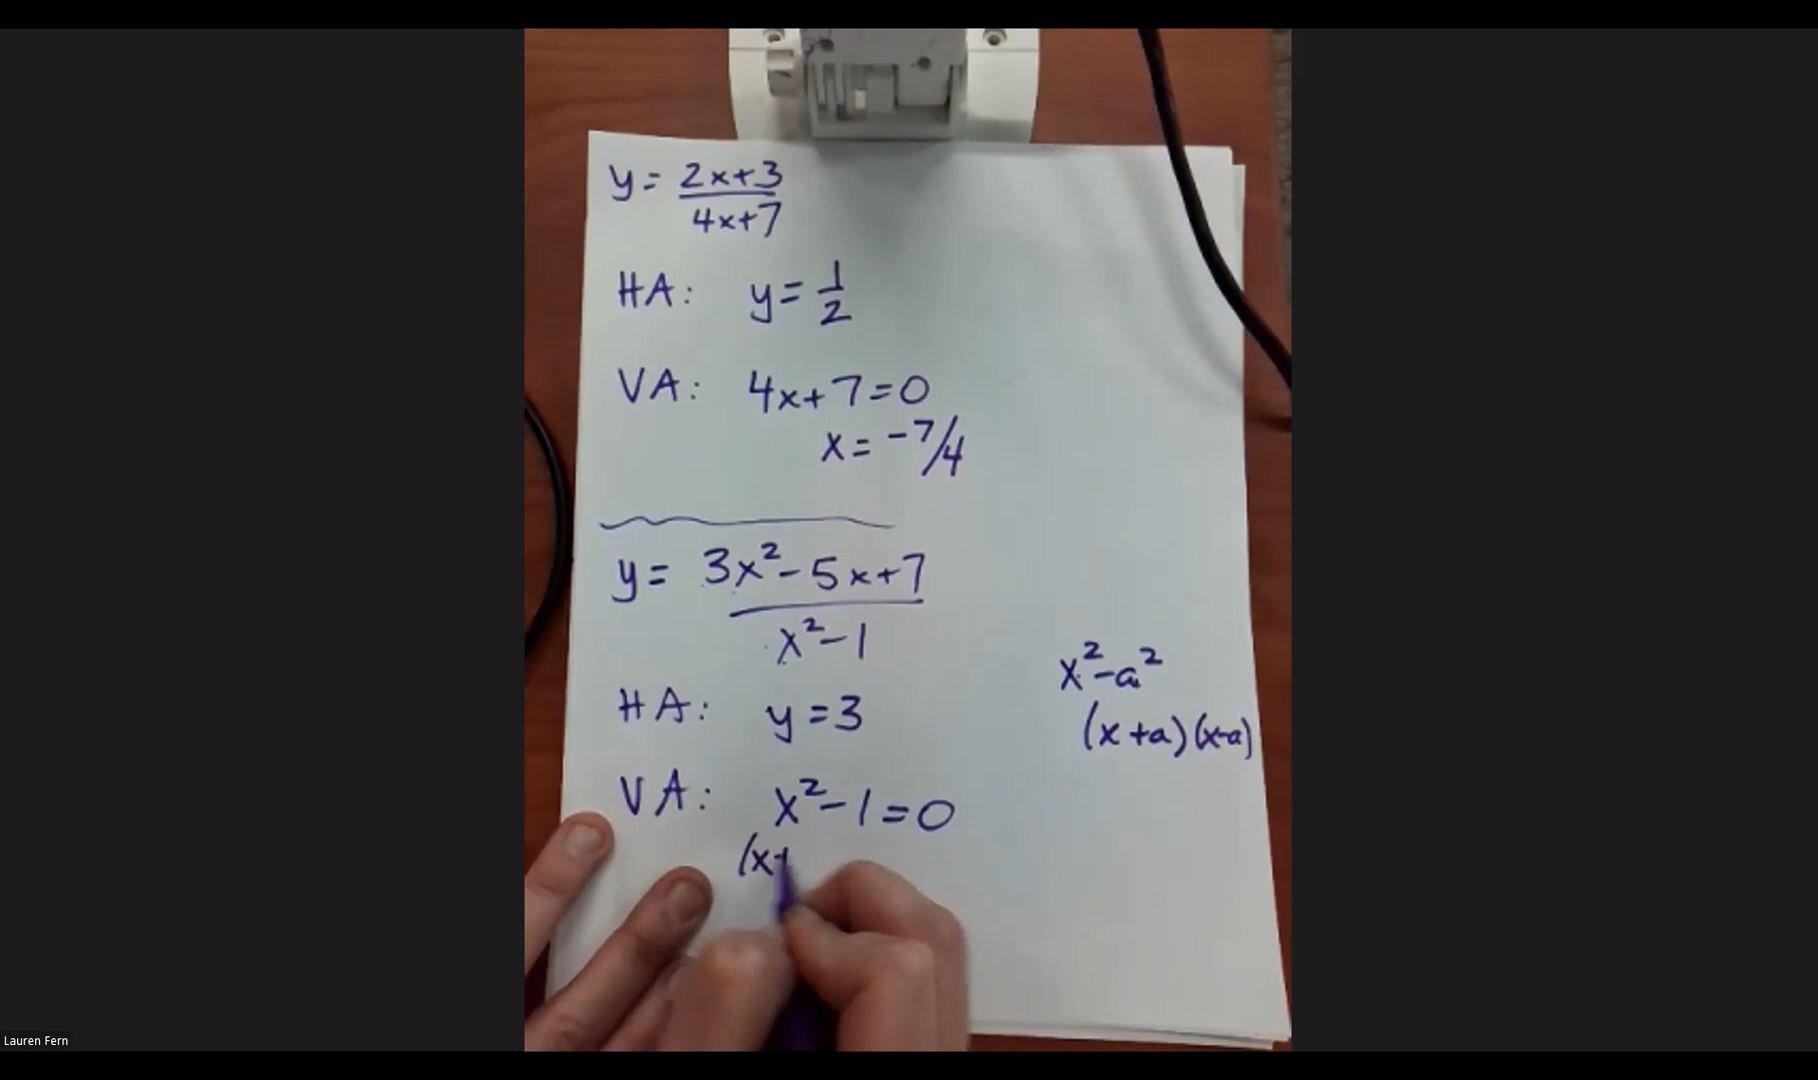 y = 2x+3
4x+7
HA: y = 1/2
VA: 4x+7=0
x = -7/4
y = 3x²-5x+7
x²-1
HA: y=3
VA: x²-1=0
(x+
x²-a²
(x+a)(x-a)
Lauren Fern